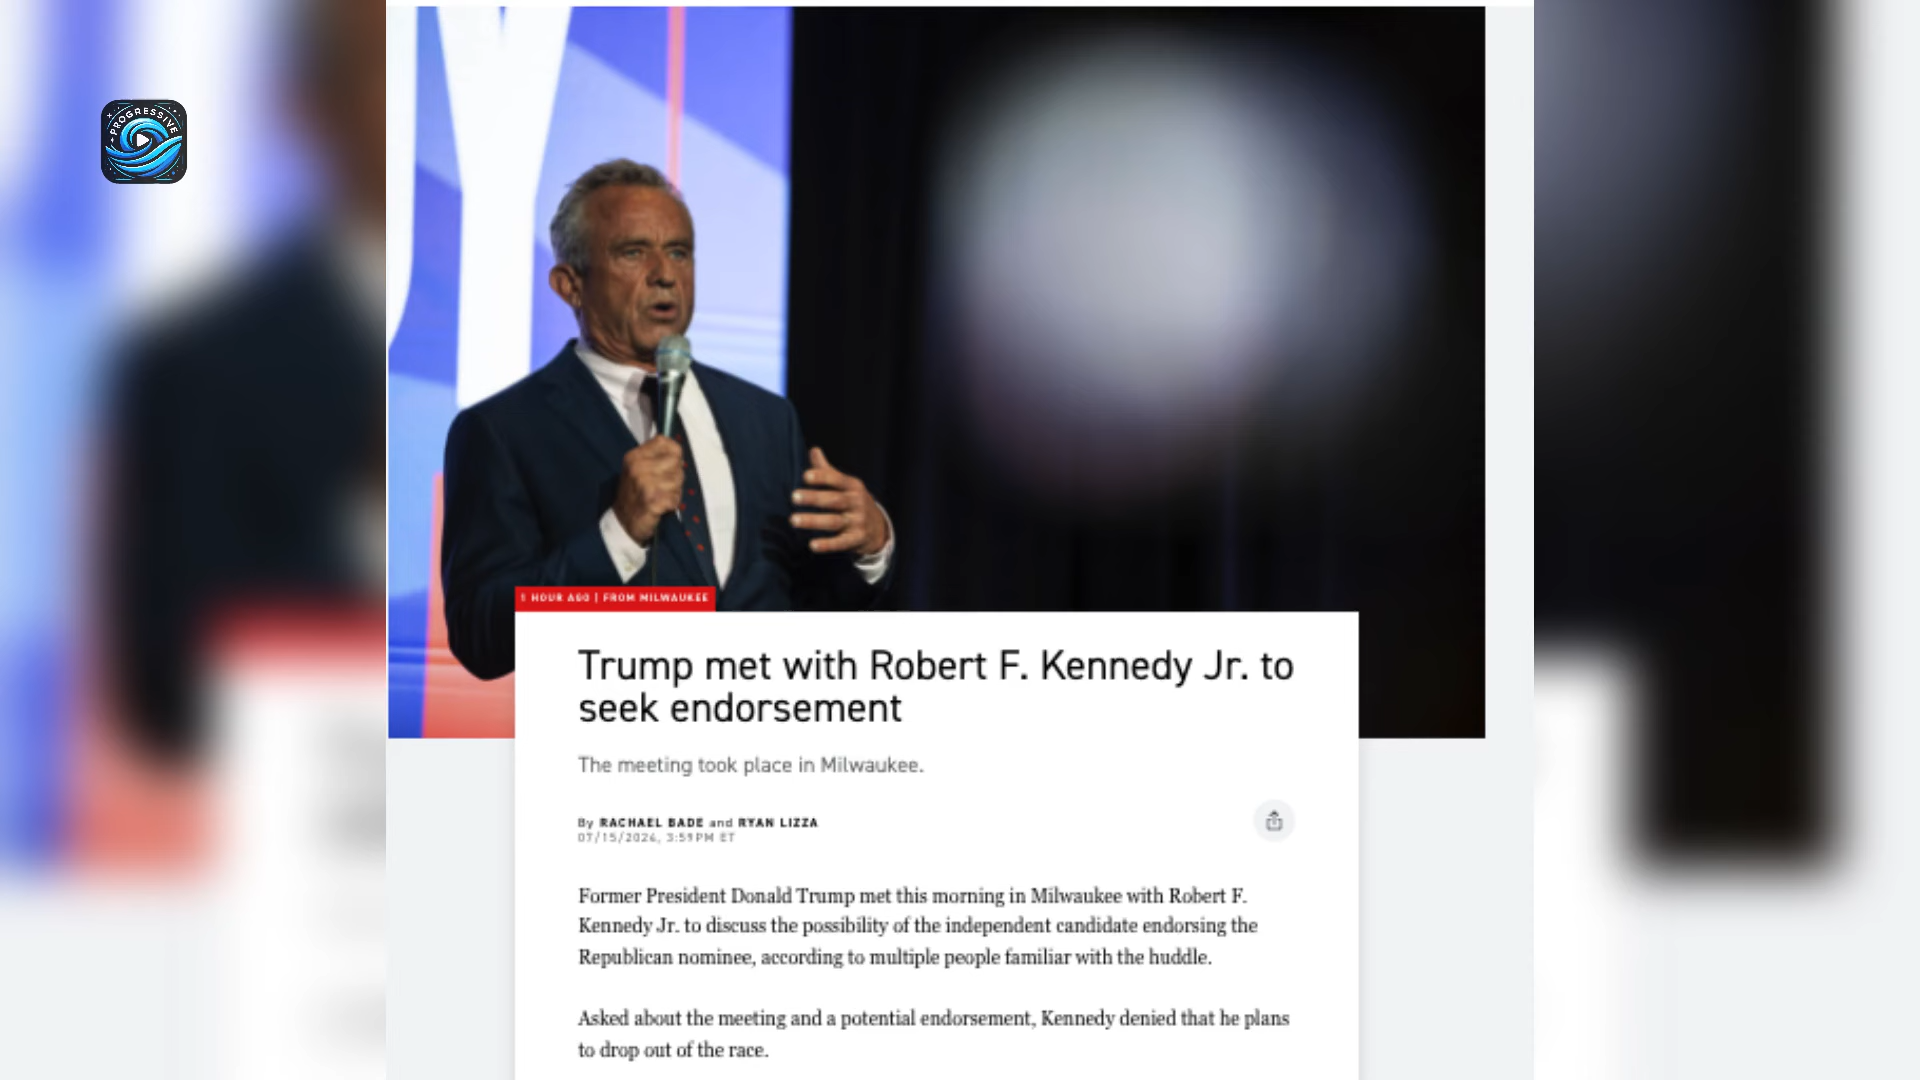 PROGRESSIVE
Y
1 HOUR AGO | FROM MILWAUKEE
Trump met with Robert F. Kennedy Jr. to
seek endorsement
The meeting took place in Milwaukee.
By RACHAEL BADE and RYAN LIZZA
07/15/2024, 3:59PM ET
Former President Donald Trump met this morning in Milwaukee with Robert F.
Kennedy Jr. to discuss the possibility of the independent candidate endorsing the
Republican nominee, according to multiple people familiar with the huddle.
Asked about the meeting and a potential endorsement, Kennedy denied that he plans
to drop out of the race.